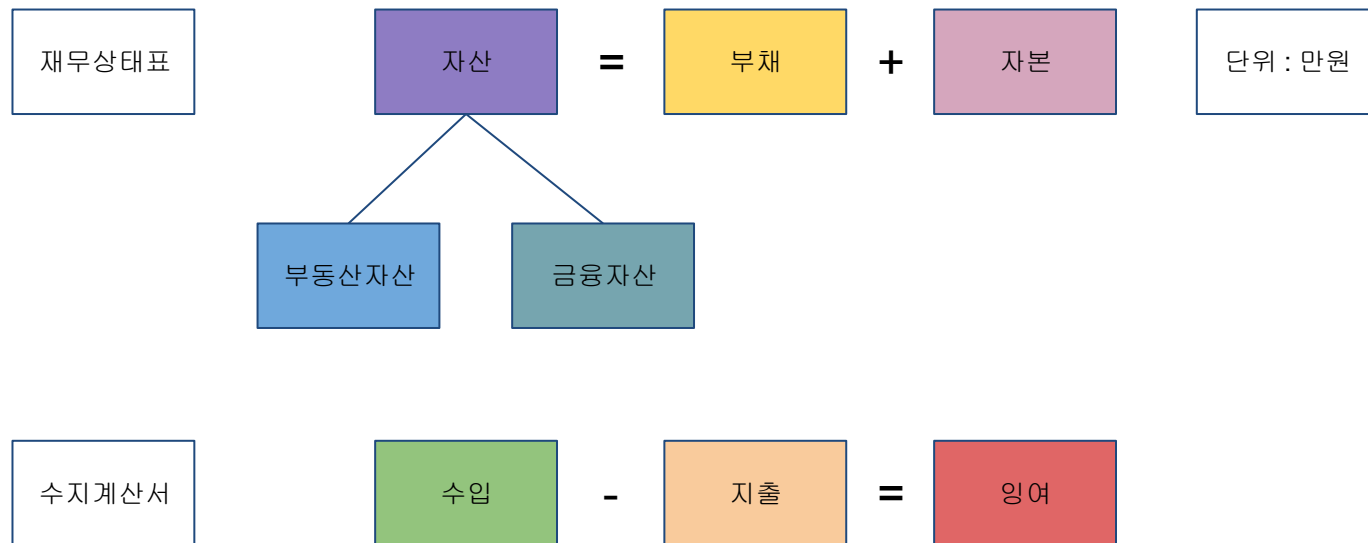 재무상태표
자산 = 부채 + 자본
단위 : 만원
부동산자산
금융자산
수지계산서
수입 - 지출 = 잉여